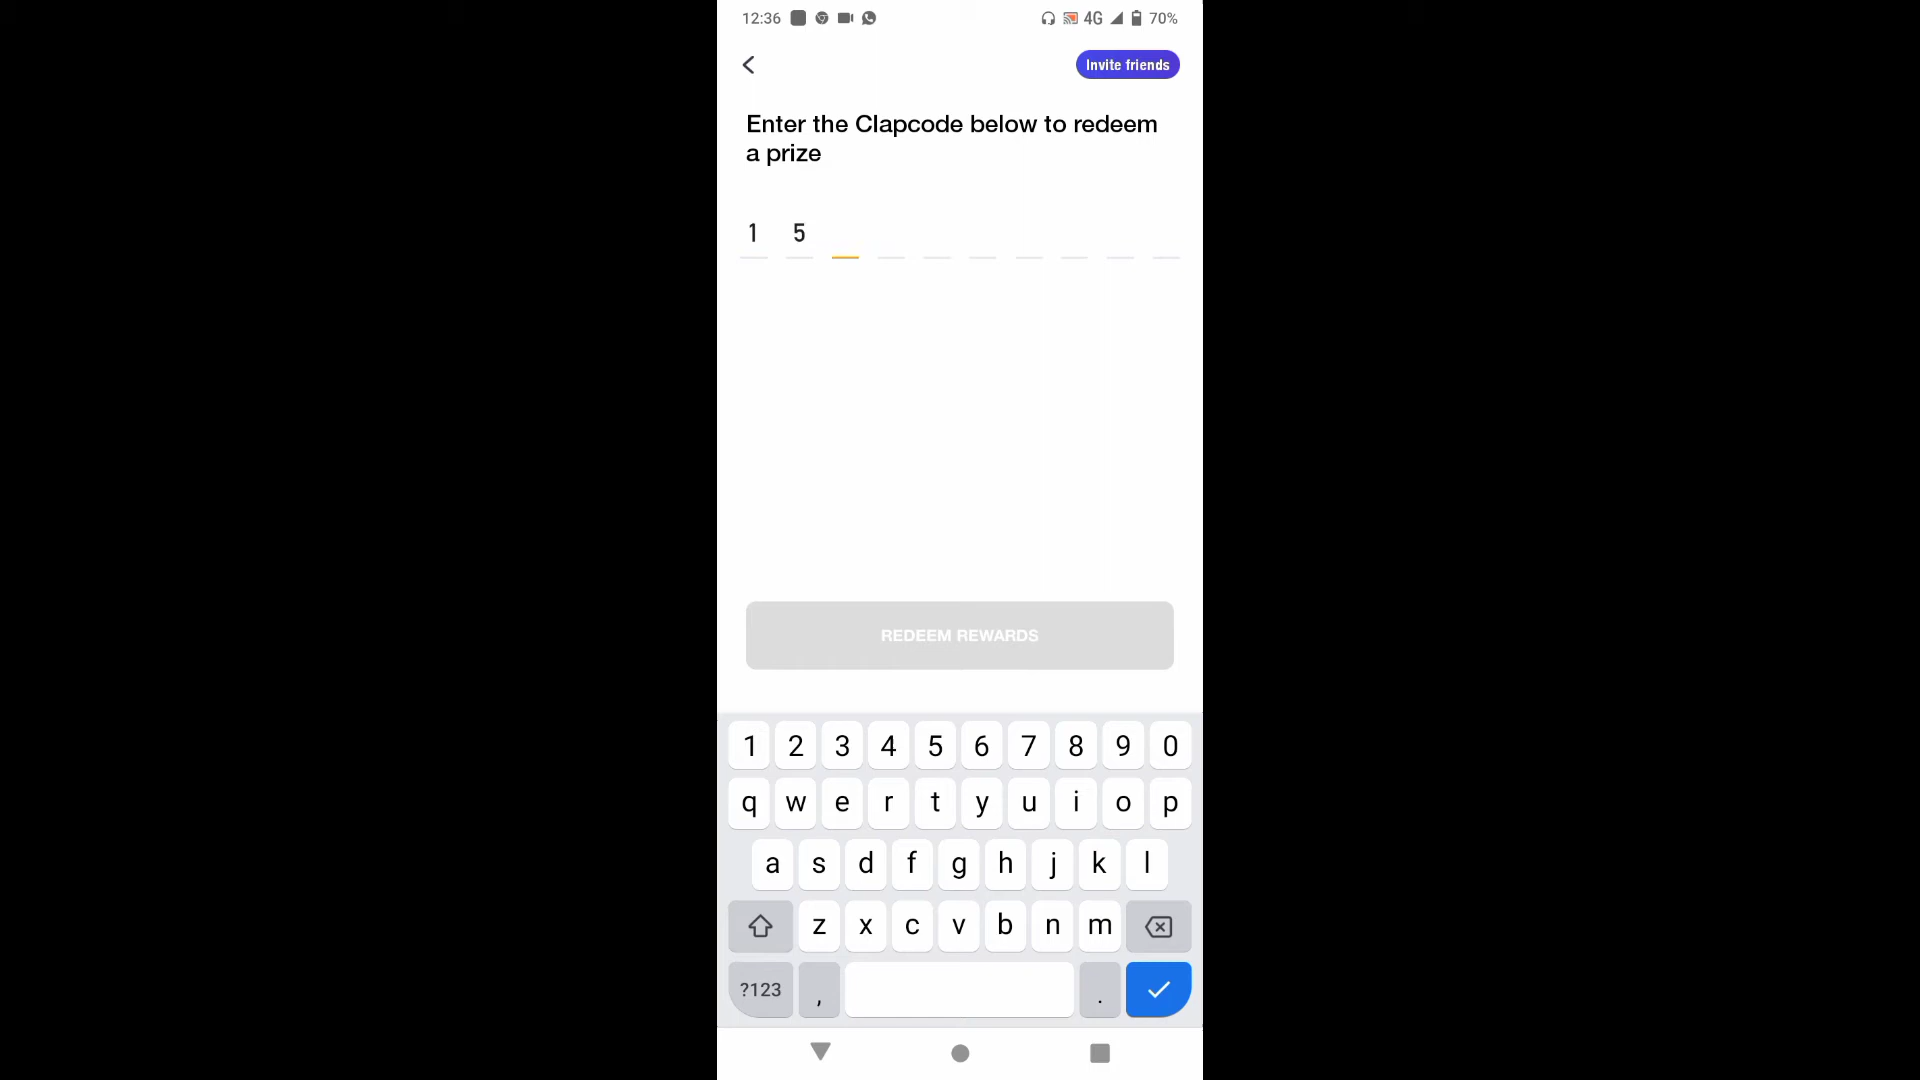 12:36 4G 70%
Invite friends
Enter the Clapcode below to redeem
a prize
1 5
REDEEM REWARDS
1 2 3 4 5 6 7 8 9 0
q w e r t y u i o p
a s d f g h j k l
z x c v b n m
?123 , .